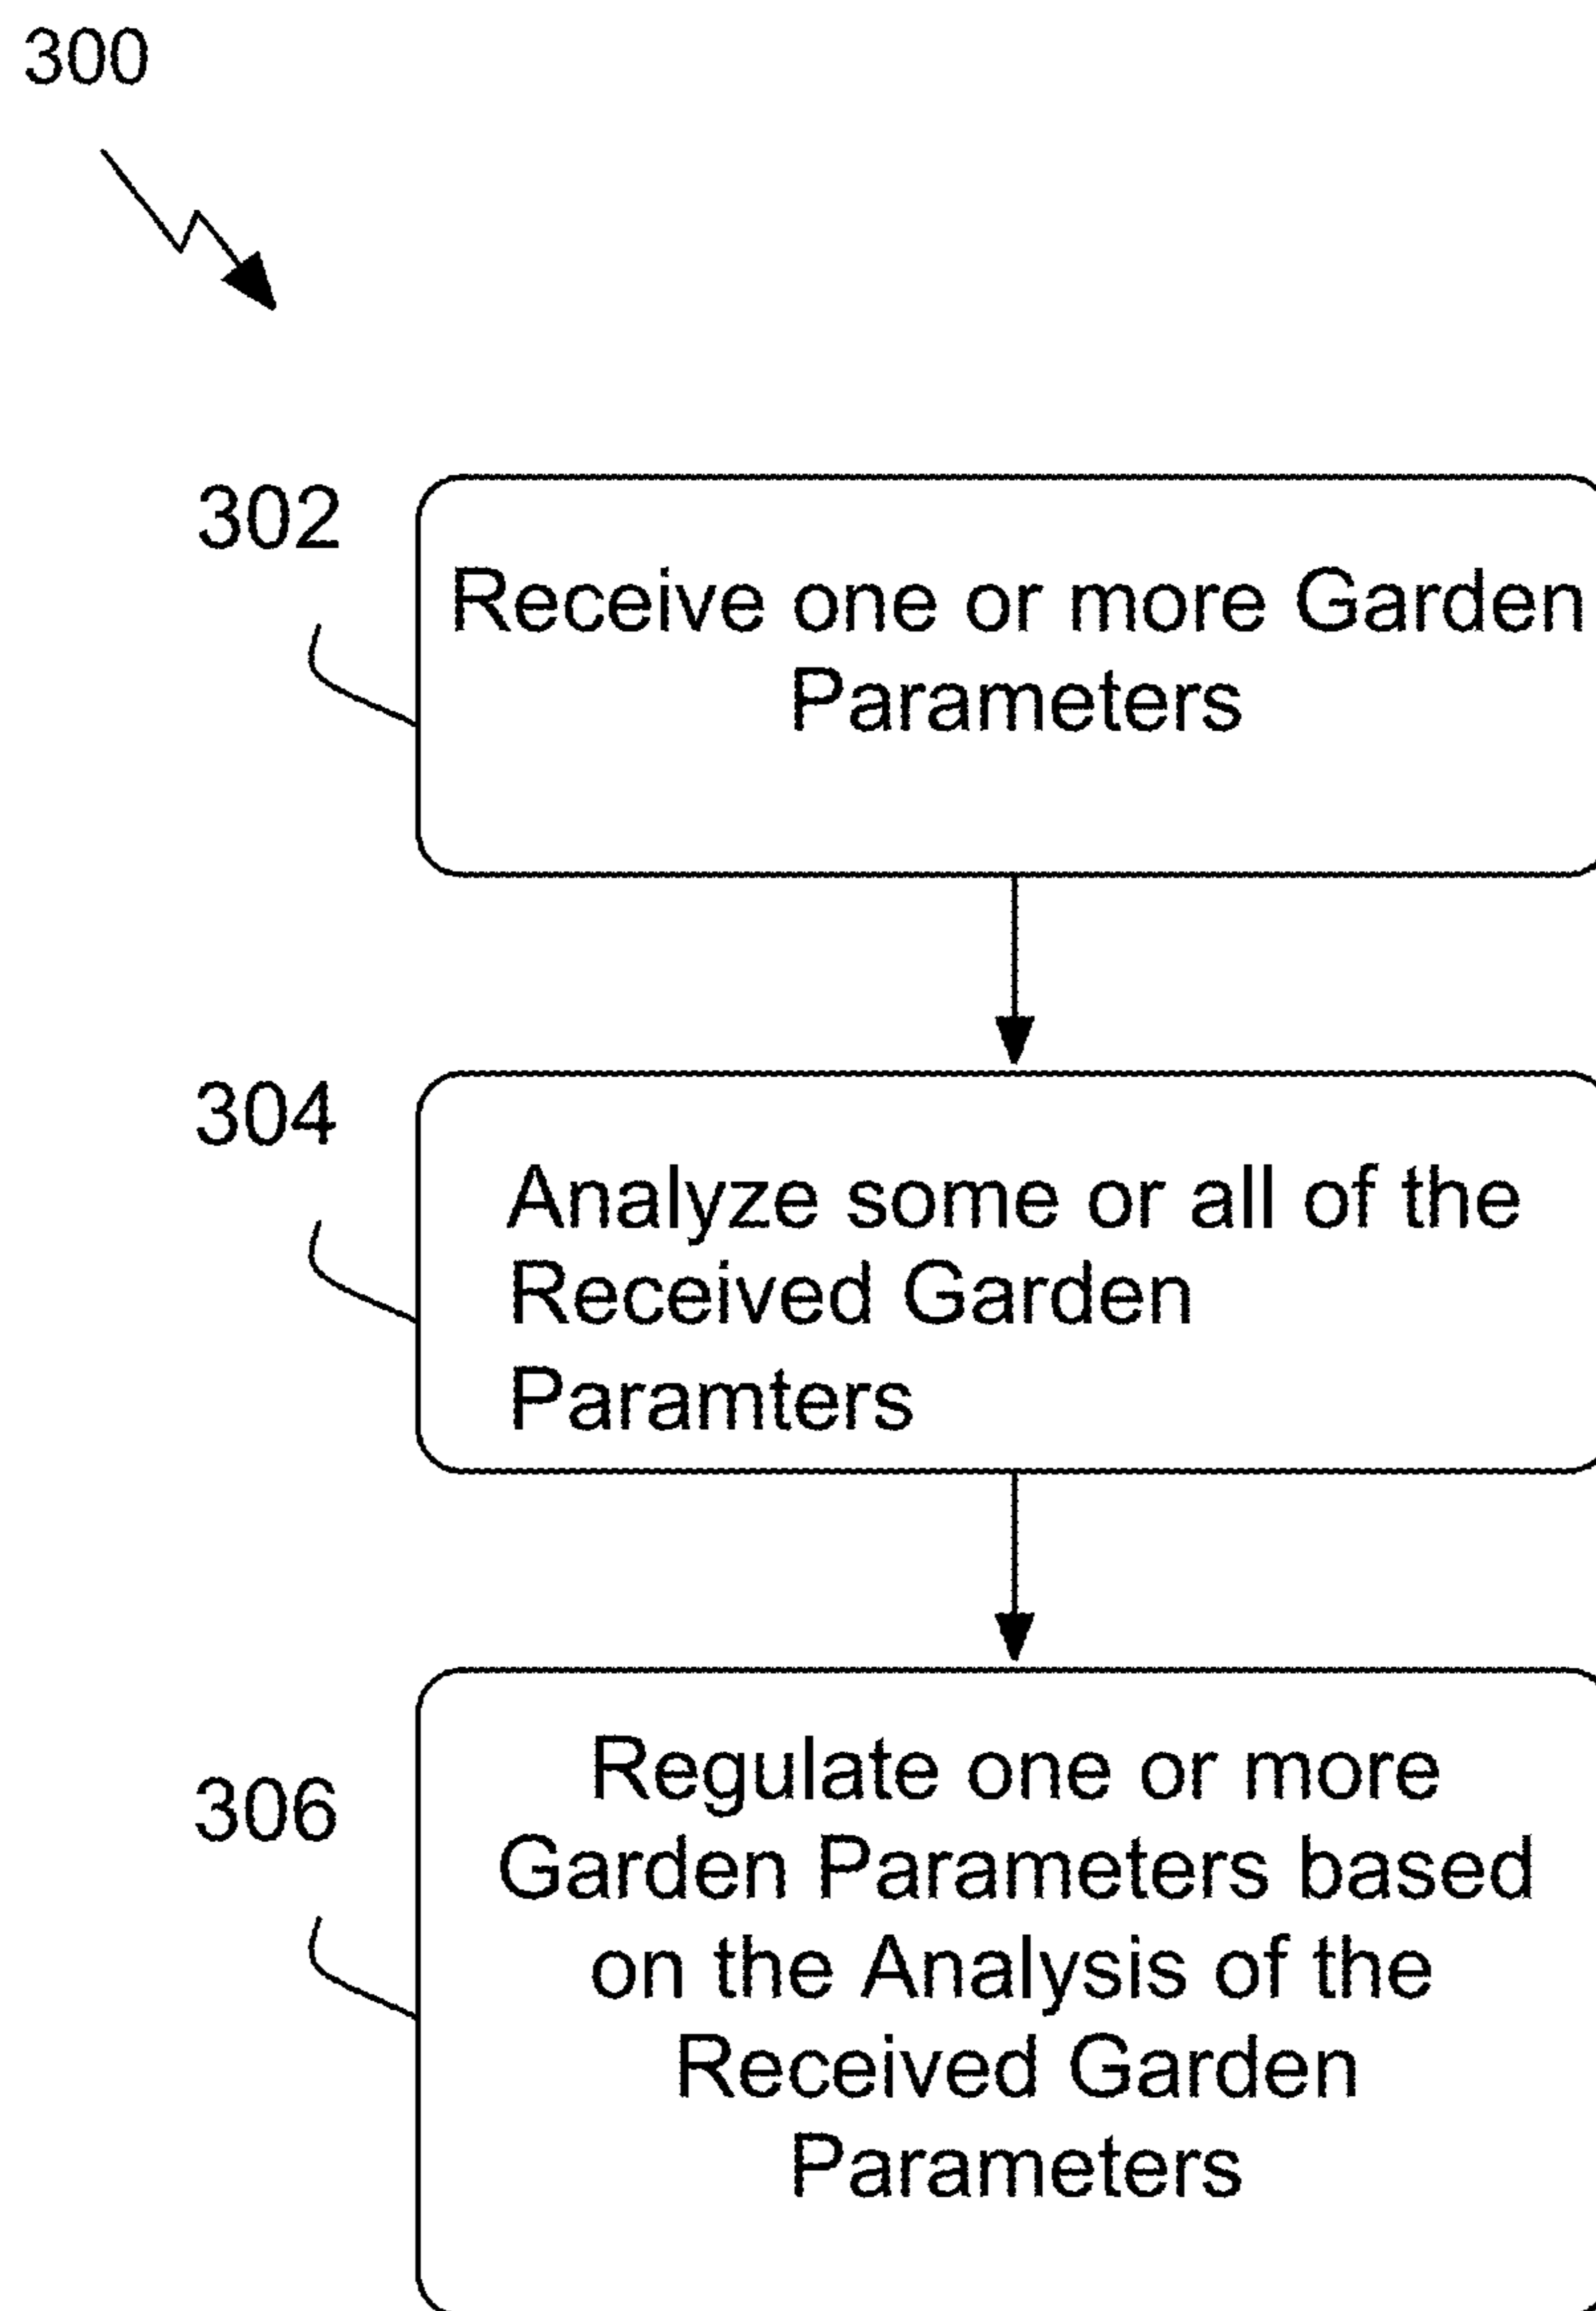 300
302
Receive one or more Garden
Parameters
304
Analyze some or all of the
Received Garden
Paramters
306
Regulate one or more
Garden Parameters based
on the Analysis of the
Received Garden
Parameters